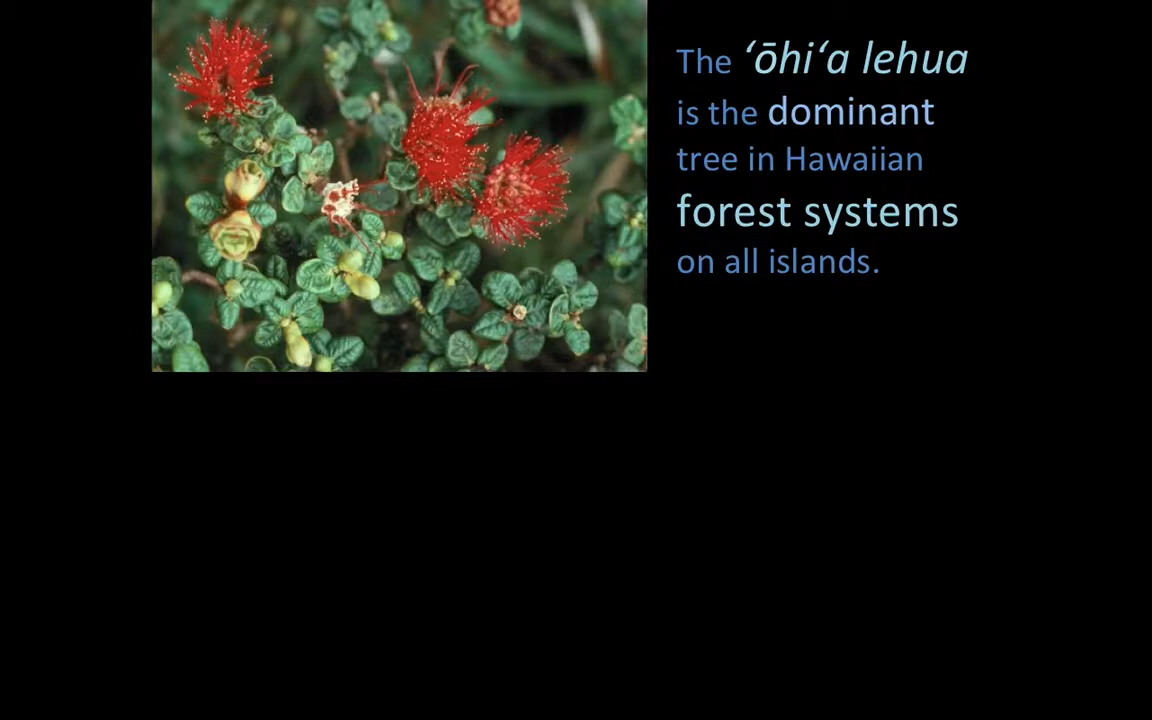 The ʻōhiʻa lehua
is the dominant
tree in Hawaiian
forest systems
on all islands.